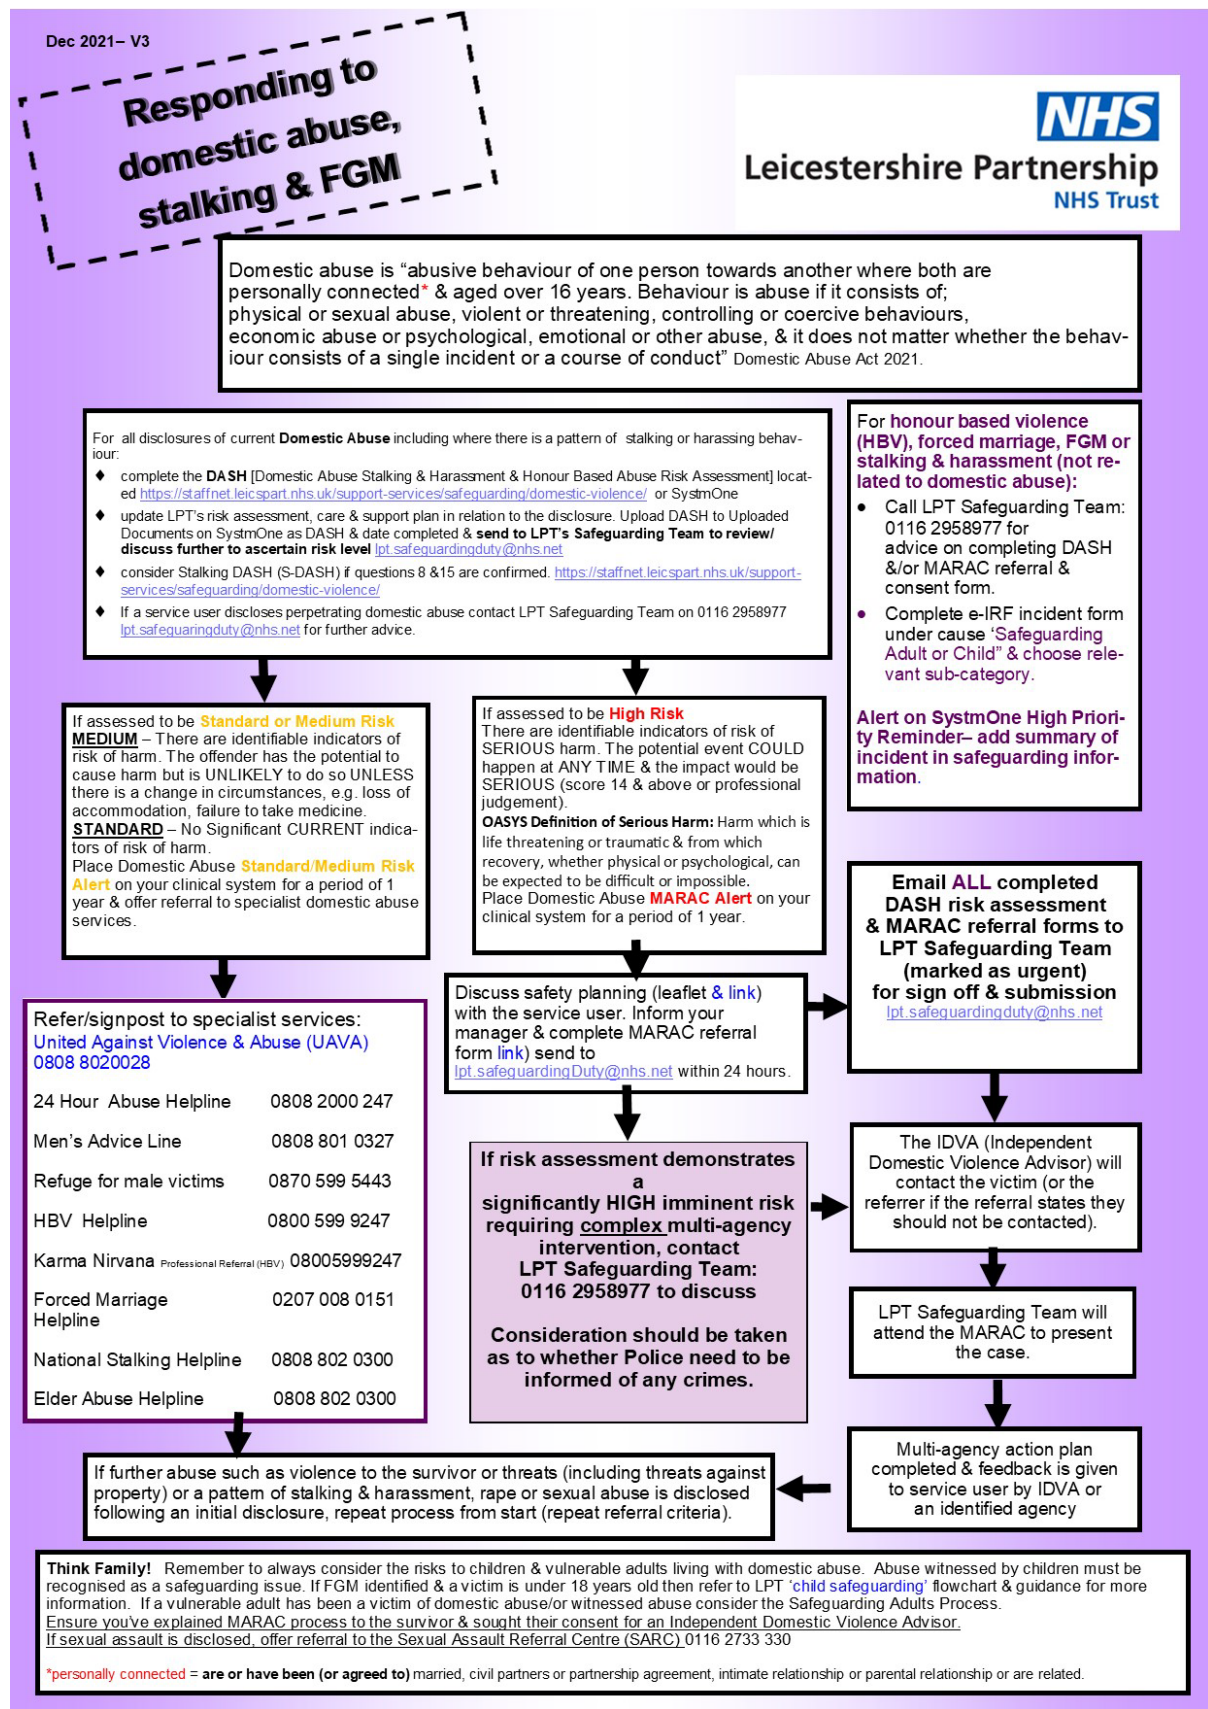 Dec 2021– V3
Responding to
domestic abuse,
stalking & FGM
NHS
Leicestershire Partnership
NHS Trust
Domestic abuse is “abusive behaviour of one person towards another where both are
personally connected* & aged over 16 years. Behaviour is abuse if it consists of;
physical or sexual abuse, violent or threatening, controlling or coercive behaviours,
economic abuse or psychological, emotional or other abuse, & it does not matter whether the behav-
iour consists of a single incident or a course of conduct” Domestic Abuse Act 2021.
For all disclosures of current Domestic Abuse including where there is a pattern of stalking or harassing behav-
iour:
♦ complete the DASH [Domestic Abuse Stalking & Harassment & Honour Based Abuse Risk Assessment] locat-
ed https://staffnet.leicspart.nhs.uk/support-services/safeguarding/domestic-violence/ or SystmOne
♦ update LPT’s risk assessment, care & support plan in relation to the disclosure. Upload DASH to Uploaded
Documents on SystmOne as DASH & date completed & send to LPT’s Safeguarding Team to review/
discuss further to ascertain risk level lpt.safeguardingduty@nhs.net
♦ consider Stalking DASH (S-DASH) if questions 8 &15 are confirmed. https://staffnet.leicspart.nhs.uk/support-
services/safeguarding/domestic-violence/
♦ If a service user discloses perpetrating domestic abuse contact LPT Safeguarding Team on 0116 2958977
lpt.safeguaringduty@nhs.net for further advice.
For honour based violence
(HBV), forced marriage, FGM or
stalking & harassment (not re-
lated to domestic abuse):
● Call LPT Safeguarding Team:
0116 2958977 for
advice on completing DASH
&/or MARAC referral &
consent form.
● Complete e-IRF incident form
under cause ‘Safeguarding
Adult or Child” & choose rele-
vant sub-category.
Alert on SystmOne High Priori-
ty Reminder– add summary of
incident in safeguarding infor-
mation.
If assessed to be Standard or Medium Risk
MEDIUM – There are identifiable indicators of
risk of harm. The offender has the potential to
cause harm but is UNLIKELY to do so UNLESS
there is a change in circumstances, e.g. loss of
accommodation, failure to take medicine.
STANDARD – No Significant CURRENT indica-
tors of risk of harm.
Place Domestic Abuse Standard/Medium Risk
Alert on your clinical system for a period of 1
year & offer referral to specialist domestic abuse
services.
If assessed to be High Risk
There are identifiable indicators of risk of
SERIOUS harm. The potential event COULD
happen at ANY TIME & the impact would be
SERIOUS (score 14 & above or professional
judgement).
OASYS Definition of Serious Harm: Harm which is
life threatening or traumatic & from which
recovery, whether physical or psychological, can
be expected to be difficult or impossible.
Place Domestic Abuse MARAC Alert on your
clinical system for a period of 1 year.
Email ALL completed
DASH risk assessment
& MARAC referral forms to
LPT Safeguarding Team
(marked as urgent)
for sign off & submission
lpt.safeguardingduty@nhs.net
Discuss safety planning (leaflet & link)
with the service user. Inform your
manager & complete MARAC referral
form link) send to
lpt.safeguardingDuty@nhs.net within 24 hours.
Refer/signpost to specialist services:
United Against Violence & Abuse (UAVA)
0808 8020028
24 Hour Abuse Helpline 0808 2000 247
Men’s Advice Line 0808 801 0327
Refuge for male victims 0870 599 5443
HBV Helpline 0800 599 9247
Karma Nirvana Professional Referral (HBV) 08005999247
Forced Marriage 0207 008 0151
Helpline
National Stalking Helpline 0808 802 0300
Elder Abuse Helpline 0808 802 0300
If risk assessment demonstrates
a
significantly HIGH imminent risk
requiring complex multi-agency
intervention, contact
LPT Safeguarding Team:
0116 2958977 to discuss
Consideration should be taken
as to whether Police need to be
informed of any crimes.
The IDVA (Independent
Domestic Violence Advisor) will
contact the victim (or the
referrer if the referral states they
should not be contacted).
LPT Safeguarding Team will
attend the MARAC to present
the case.
Multi-agency action plan
completed & feedback is given
to service user by IDVA or
an identified agency
If further abuse such as violence to the survivor or threats (including threats against
property) or a pattern of stalking & harassment, rape or sexual abuse is disclosed
following an initial disclosure, repeat process from start (repeat referral criteria).
Think Family! Remember to always consider the risks to children & vulnerable adults living with domestic abuse. Abuse witnessed by children must be
recognised as a safeguarding issue. If FGM identified & a victim is under 18 years old then refer to LPT ‘child safeguarding’ flowchart & guidance for more
information. If a vulnerable adult has been a victim of domestic abuse/or witnessed abuse consider the Safeguarding Adults Process.
Ensure you’ve explained MARAC process to the survivor & sought their consent for an Independent Domestic Violence Advisor.
If sexual assault is disclosed, offer referral to the Sexual Assault Referral Centre (SARC) 0116 2733 330
*personally connected = are or have been (or agreed to) married, civil partners or partnership agreement, intimate relationship or parental relationship or are related.